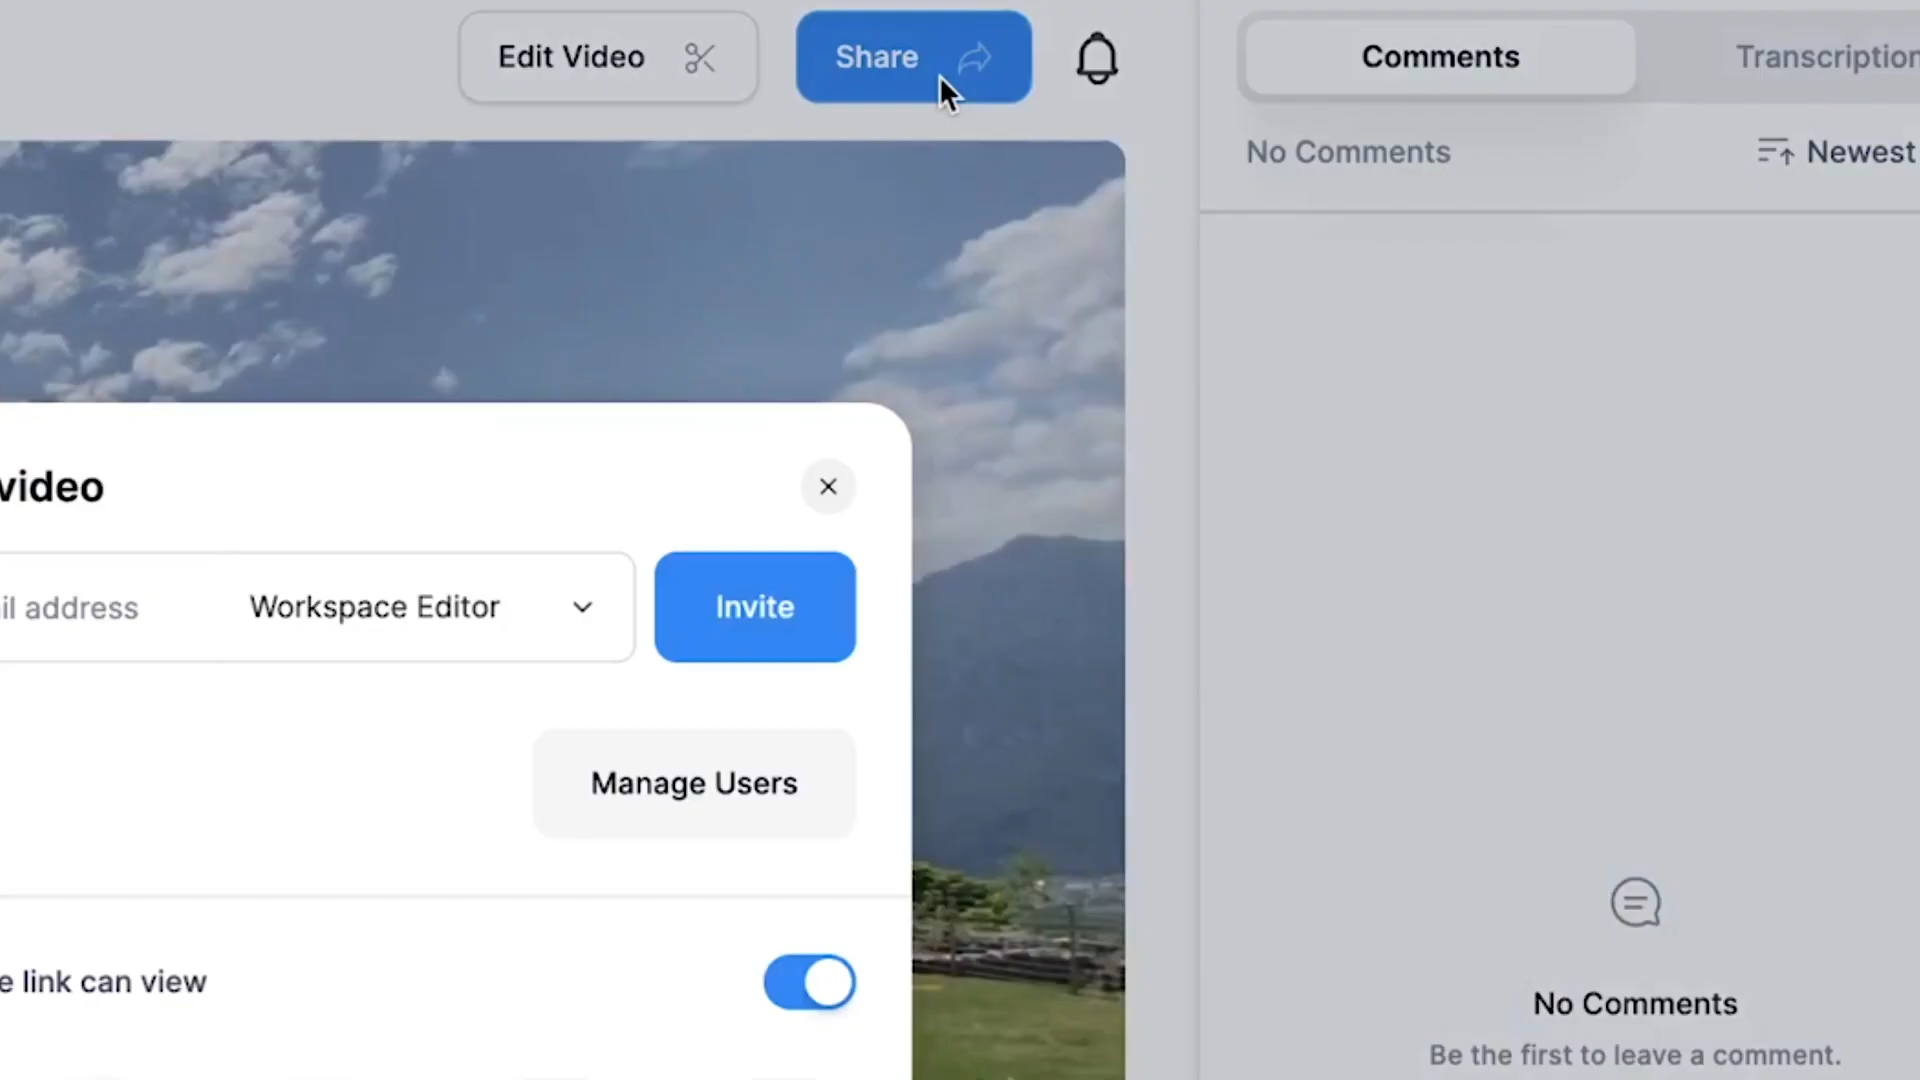 Edit Video
Share
Comments
Transcription
No Comments
Newest
video
address
Workspace Editor
Invite
Manage Users
link can view
No Comments
Be the first to leave a comment.